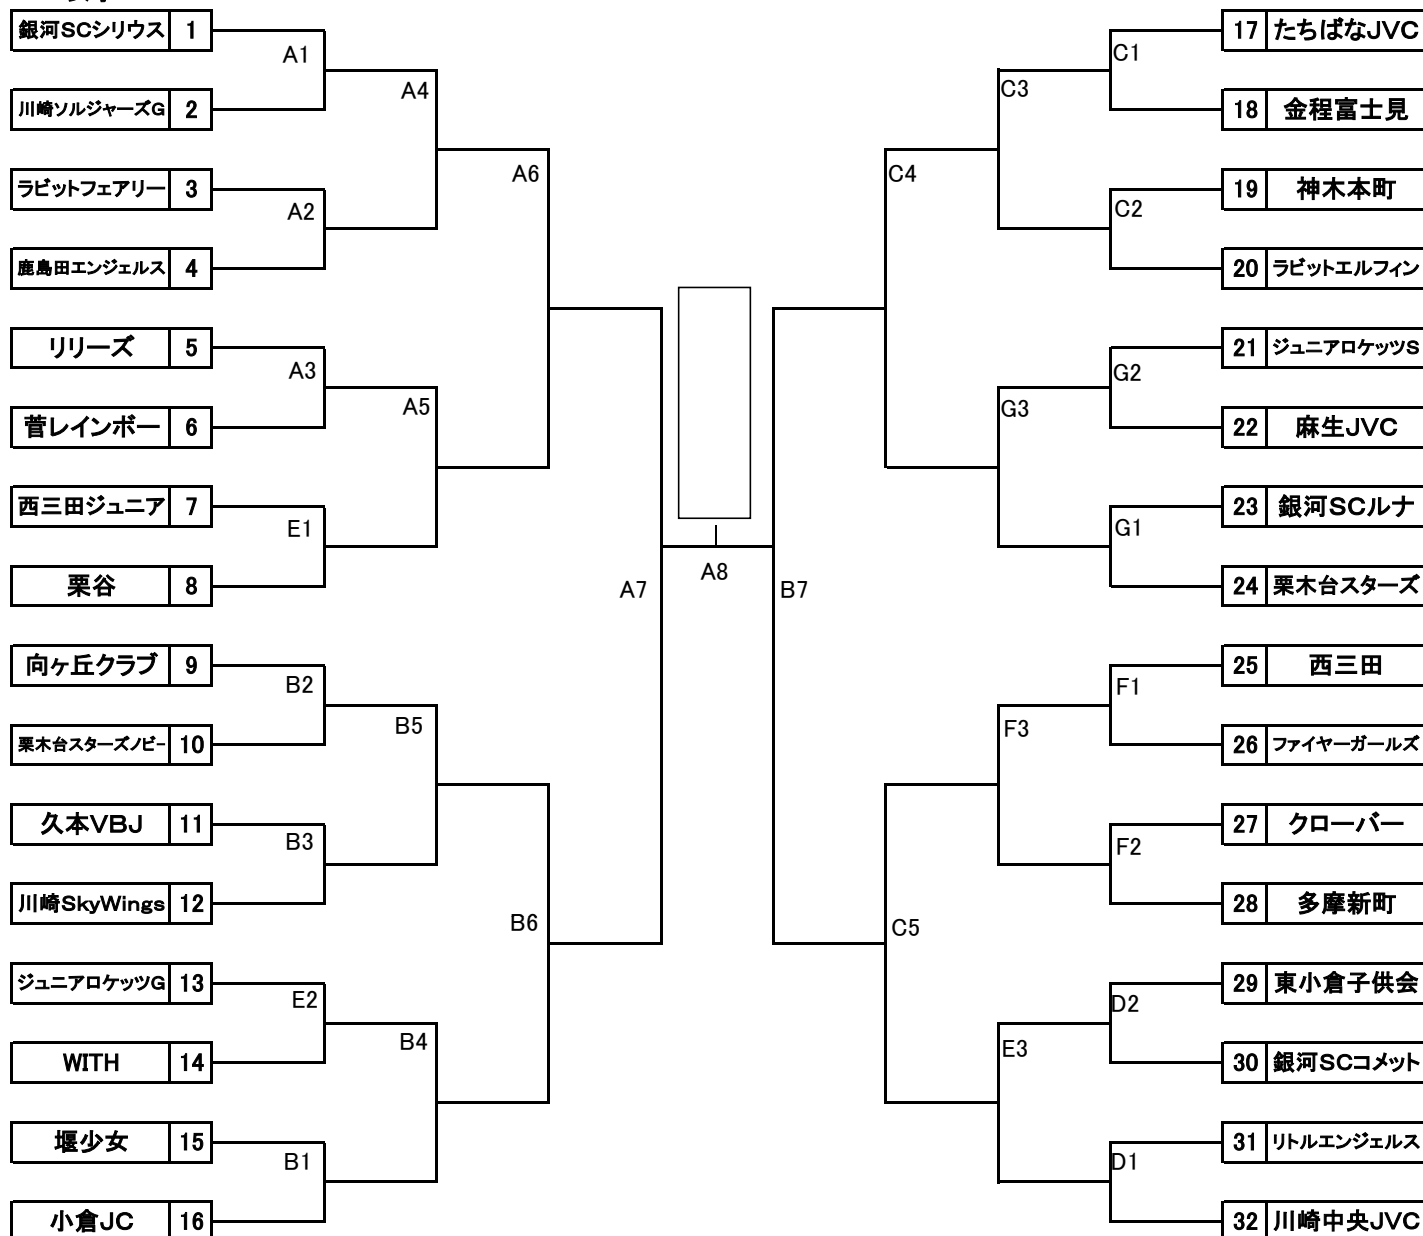 銀河SCシリウス 1
A1
川崎ソルジャーズG 2
A4
ラビットフェアリー 3
A2
鹿島田エンジェルス 4
A6
リリーズ 5
A3
菅レインボー 6
A5
西三田ジュニア 7
E1
栗谷 8
A7
向ヶ丘クラブ 9
B2
栗木台スターズノビー 10
B5
久本VBJ 11
B3
川崎SkyWings 12
B6
ジュニアロケッツG 13
E2
WITH 14
B4
堰少女 15
B1
小倉JC 16
A8
17 たちばなJVC
C1
18 金程富士見
C3
19 神木本町
C2
20 ラビットエルフィン
C4
21 ジュニアロケッツS
G2
22 麻生JVC
G3
23 銀河SCルナ
G1
24 栗木台スターズ
B7
25 西三田
F1
26 ファイヤーガールズ
F3
27 クローバー
F2
28 多摩新町
C5
29 東小倉子供会
D2
30 銀河SCコメット
E3
31 リトルエンジェルス
D1
32 川崎中央JVC